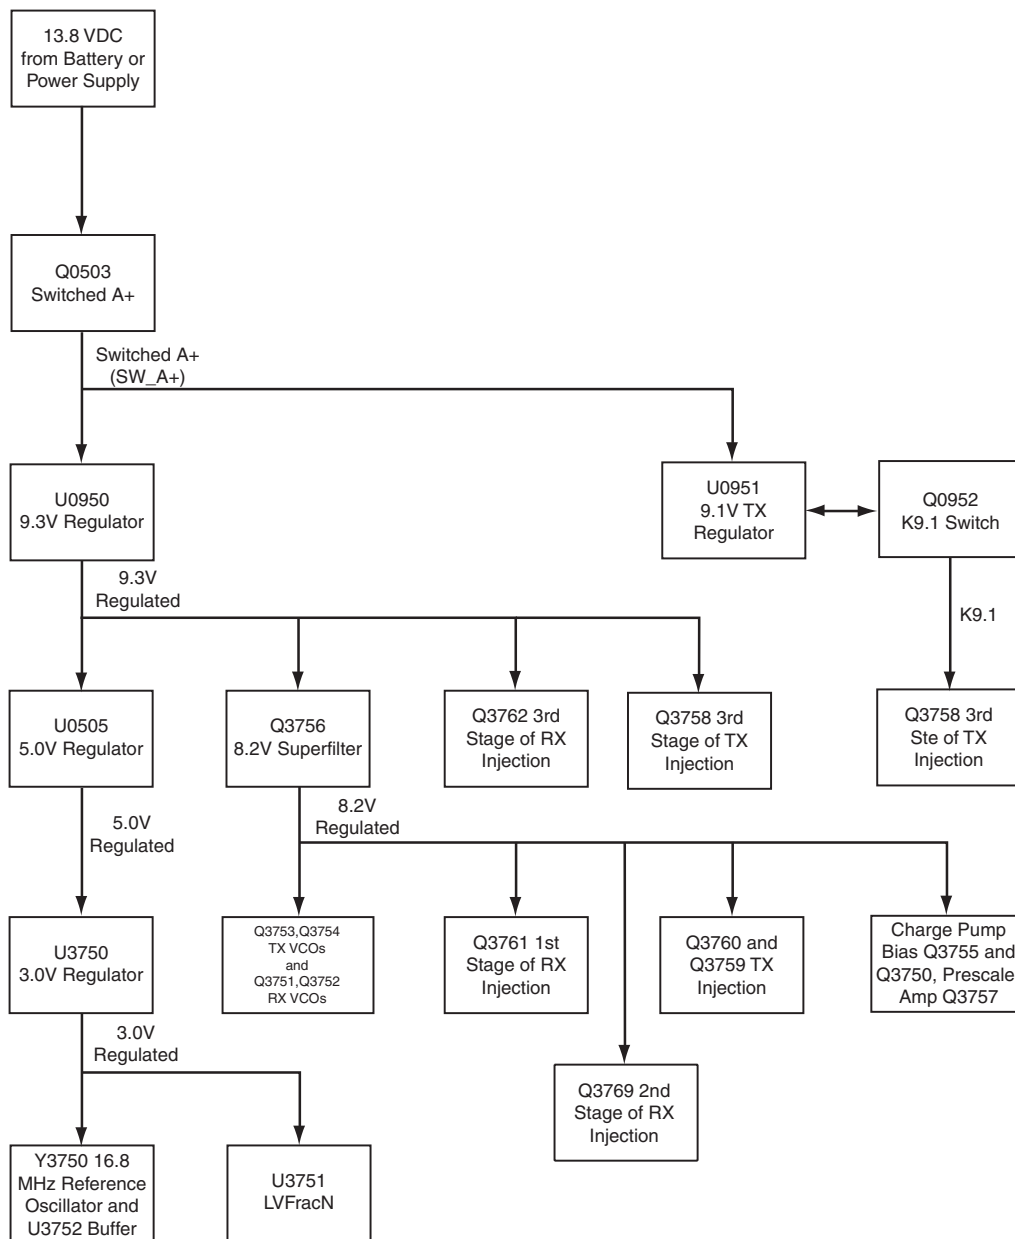 13.8 VDC
from Battery or
Power Supply
Q0503
Switched A+
Switched A+
(SW_A+)
U0950
9.3V Regulator
U0951
9.1V TX
Regulator
Q0952
K9.1 Switch
9.3V
Regulated
K9.1
U0505
5.0V Regulator
Q3756
8.2V Superfilter
Q3762 3rd
Stage of RX
Injection
Q3758 3rd
Stage of TX
Injection
Q3758 3rd
Ste of TX
Injection
5.0V
Regulated
8.2V
Regulated
U3750
3.0V Regulator
Q3753,Q3754
TX VCOs
and
Q3751,Q3752
RX VCOs
Q3761 1st
Stage of RX
Injection
Q3760 and
Q3759 TX
Injection
Charge Pump
Bias Q3755 and
Q3750, Prescale
Amp Q3757
3.0V
Regulated
Q3769 2nd
Stage of RX
Injection
Y3750 16.8
MHz Reference
Oscillator and
U3752 Buffer
U3751
LVFracN